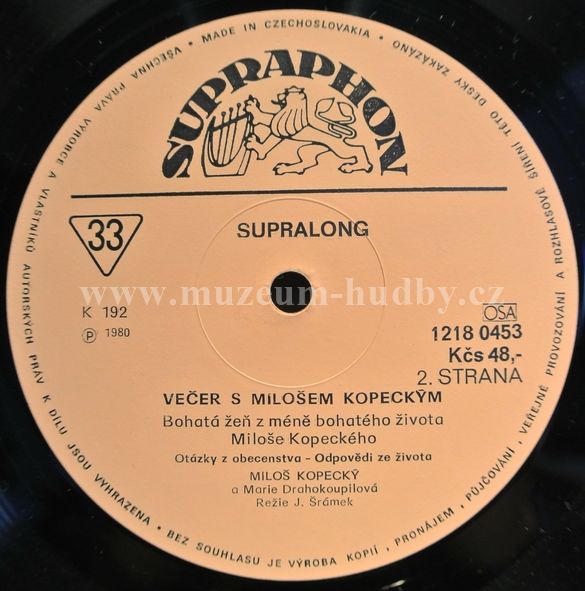 VŠECHNA PRÁVA VÝROBCE A VLASTNÍKŮ AUTORSKÝCH PRÁV K DÍLU JSOU VYHRAZENA • BEZ SOUHLASU JE VÝROBA KOPIÍ, PRONÁJEM, PŮJČOVÁNÍ, VEŘEJNÉ PROVOZOVÁNÍ A ROZHLASOVÉ ŠÍŘENÍ TÉTO DESKY ZAKÁZÁNO • MADE IN CZECHOSLOVAKIA •
SUPRAPHON
33
SUPRALONG
www.muzeum-hudby.cz
K 192
OSA
℗ 1980
1218 0453
Kčs 48,-
2. STRANA
VEČER S MILOŠEM KOPECKÝM
Bohatá žeň z méně bohatého života
Miloše Kopeckého
Otázky z obecenstva - Odpovědi ze života
MILOŠ KOPECKÝ
a Marie Drahokoupilová
Režie J. Šrámek